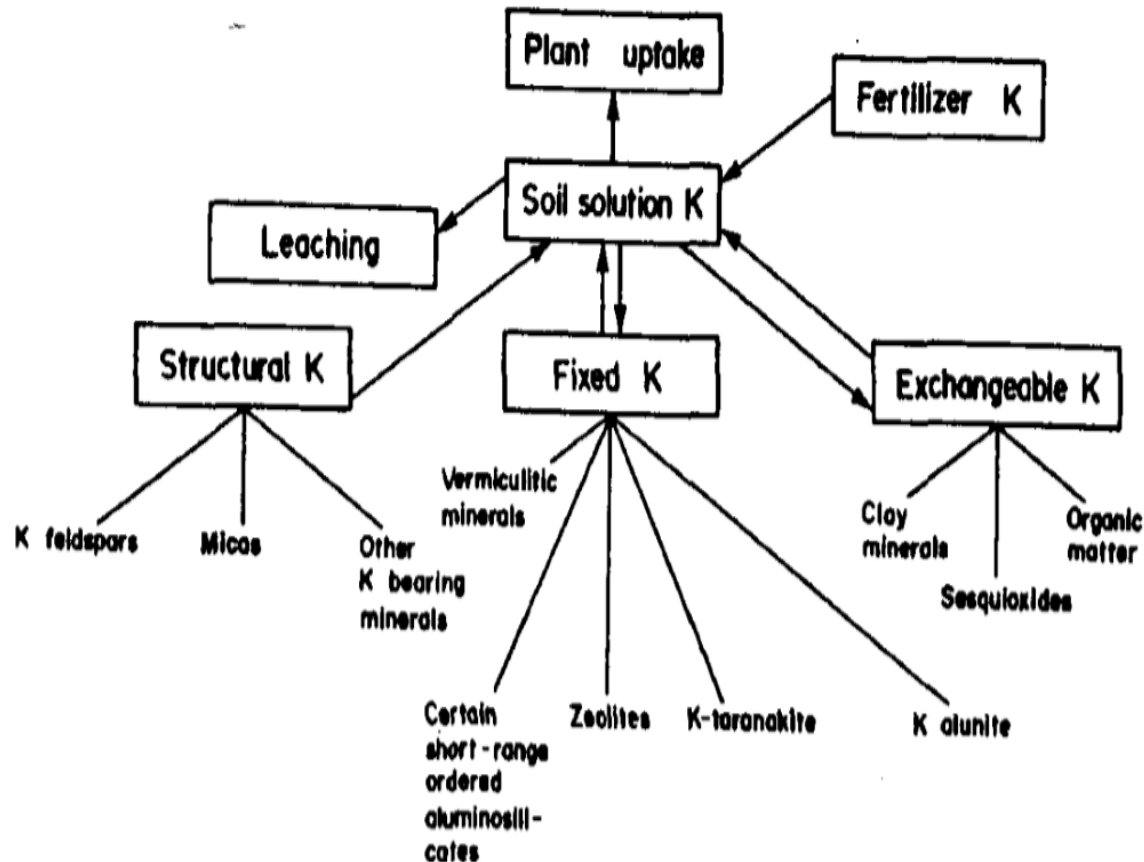 Plant uptake
Fertilizer K
Soil solution K
Leaching
Structural K
Fixed K
Exchangeable K
Vermiculitic
minerals
K feldspars
Micas
Other
K bearing
minerals
Clay
minerals
Organic
matter
Sesquioxides
Certain
short-range
ordered
aluminosili-
cates
Zeolites
K-taranakite
K alunite